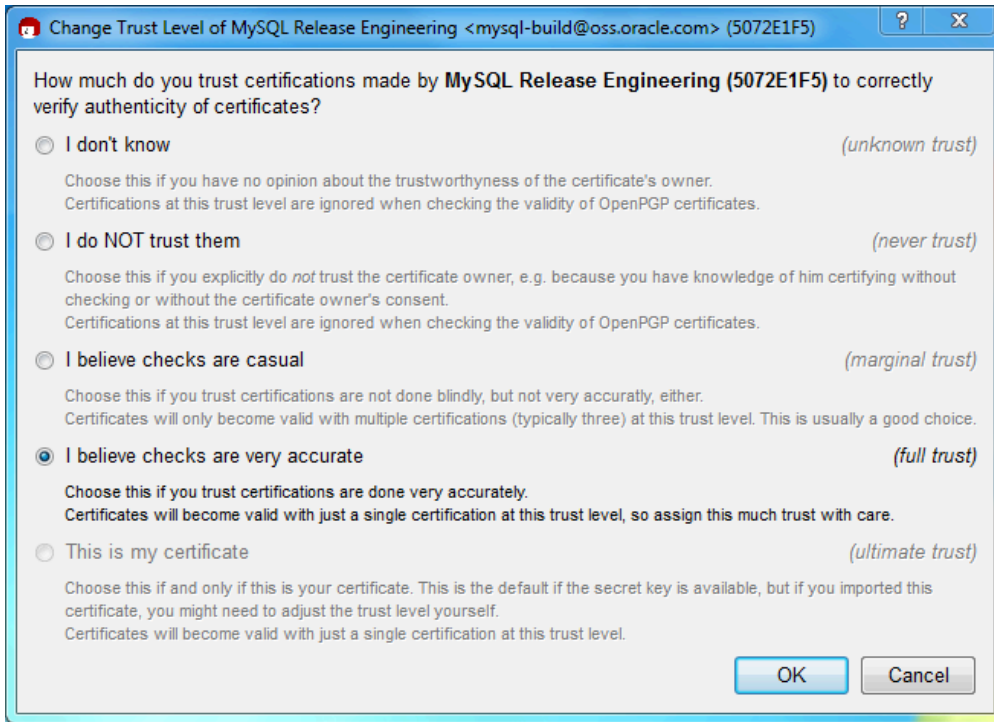 Change Trust Level of MySQL Release Engineering <mysql-build@oss.oracle.com> (5072E1F5)
? X
How much do you trust certifications made by MySQL Release Engineering (5072E1F5) to correctly
verify authenticity of certificates?
I don't know (unknown trust)
Choose this if you have no opinion about the trustworthyness of the certificate's owner.
Certifications at this trust level are ignored when checking the validity of OpenPGP certificates.
I do NOT trust them (never trust)
Choose this if you explicitly do not trust the certificate owner, e.g. because you have knowledge of him certifying without
checking or without the certificate owner's consent.
Certifications at this trust level are ignored when checking the validity of OpenPGP certificates.
I believe checks are casual (marginal trust)
Choose this if you trust certifications are not done blindly, but not very accuratly, either.
Certificates will only become valid with multiple certifications (typically three) at this trust level. This is usually a good choice.
I believe checks are very accurate (full trust)
Choose this if you trust certifications are done very accurately.
Certificates will become valid with just a single certification at this trust level, so assign this much trust with care.
This is my certificate (ultimate trust)
Choose this if and only if this is your certificate. This is the default if the secret key is available, but if you imported this
certificate, you might need to adjust the trust level yourself.
Certificates will become valid with just a single certification at this trust level.
OK Cancel